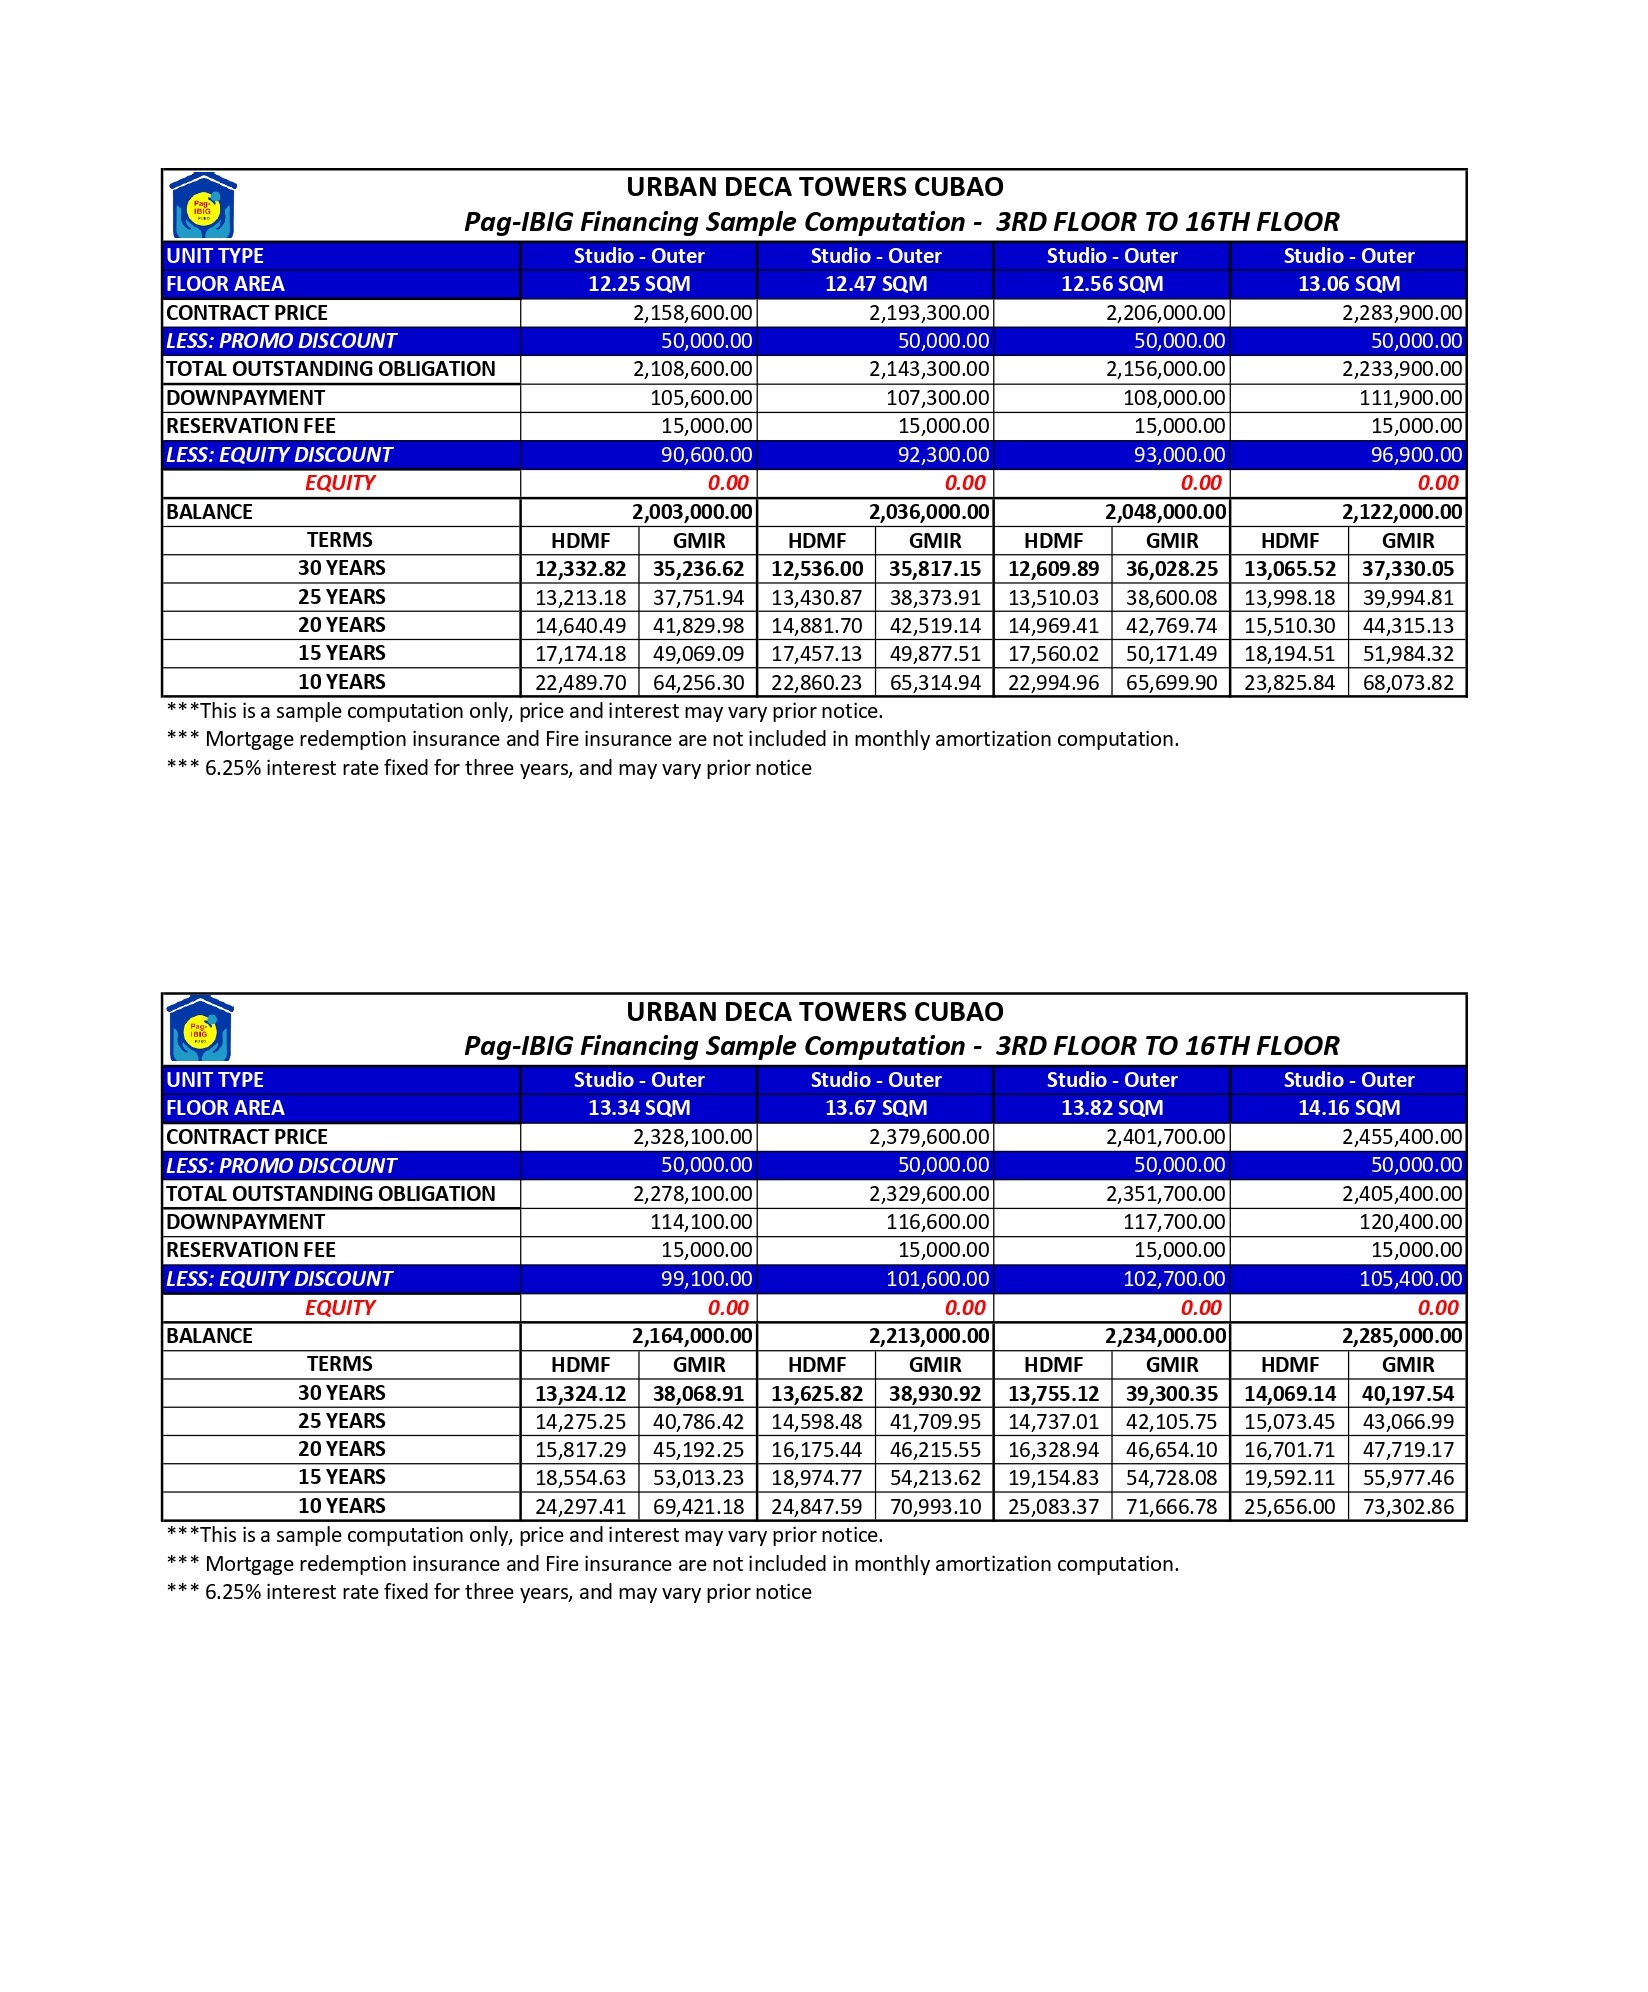 Pag-
IBIG
FUND
URBAN DECA TOWERS CUBAO
Pag-IBIG Financing Sample Computation -  3RD FLOOR TO 16TH FLOOR
UNIT TYPE Studio - Outer Studio - Outer Studio - Outer Studio - Outer
FLOOR AREA 12.25 SQM 12.47 SQM 12.56 SQM 13.06 SQM
CONTRACT PRICE 2,158,600.00 2,193,300.00 2,206,000.00 2,283,900.00
LESS: PROMO DISCOUNT 50,000.00 50,000.00 50,000.00 50,000.00
TOTAL OUTSTANDING OBLIGATION 2,108,600.00 2,143,300.00 2,156,000.00 2,233,900.00
DOWNPAYMENT 105,600.00 107,300.00 108,000.00 111,900.00
RESERVATION FEE 15,000.00 15,000.00 15,000.00 15,000.00
LESS: EQUITY DISCOUNT 90,600.00 92,300.00 93,000.00 96,900.00
EQUITY 0.00 0.00 0.00 0.00
BALANCE 2,003,000.00 2,036,000.00 2,048,000.00 2,122,000.00
TERMS HDMF GMIR HDMF GMIR HDMF GMIR HDMF GMIR
30 YEARS 12,332.82 35,236.62 12,536.00 35,817.15 12,609.89 36,028.25 13,065.52 37,330.05
25 YEARS 13,213.18 37,751.94 13,430.87 38,373.91 13,510.03 38,600.08 13,998.18 39,994.81
20 YEARS 14,640.49 41,829.98 14,881.70 42,519.14 14,969.41 42,769.74 15,510.30 44,315.13
15 YEARS 17,174.18 49,069.09 17,457.13 49,877.51 17,560.02 50,171.49 18,194.51 51,984.32
10 YEARS 22,489.70 64,256.30 22,860.23 65,314.94 22,994.96 65,699.90 23,825.84 68,073.82
***This is a sample computation only, price and interest may vary prior notice.
*** Mortgage redemption insurance and Fire insurance are not included in monthly amortization computation.
*** 6.25% interest rate fixed for three years, and may vary prior notice
Pag-
IBIG
FUND
URBAN DECA TOWERS CUBAO
Pag-IBIG Financing Sample Computation -  3RD FLOOR TO 16TH FLOOR
UNIT TYPE Studio - Outer Studio - Outer Studio - Outer Studio - Outer
FLOOR AREA 13.34 SQM 13.67 SQM 13.82 SQM 14.16 SQM
CONTRACT PRICE 2,328,100.00 2,379,600.00 2,401,700.00 2,455,400.00
LESS: PROMO DISCOUNT 50,000.00 50,000.00 50,000.00 50,000.00
TOTAL OUTSTANDING OBLIGATION 2,278,100.00 2,329,600.00 2,351,700.00 2,405,400.00
DOWNPAYMENT 114,100.00 116,600.00 117,700.00 120,400.00
RESERVATION FEE 15,000.00 15,000.00 15,000.00 15,000.00
LESS: EQUITY DISCOUNT 99,100.00 101,600.00 102,700.00 105,400.00
EQUITY 0.00 0.00 0.00 0.00
BALANCE 2,164,000.00 2,213,000.00 2,234,000.00 2,285,000.00
TERMS HDMF GMIR HDMF GMIR HDMF GMIR HDMF GMIR
30 YEARS 13,324.12 38,068.91 13,625.82 38,930.92 13,755.12 39,300.35 14,069.14 40,197.54
25 YEARS 14,275.25 40,786.42 14,598.48 41,709.95 14,737.01 42,105.75 15,073.45 43,066.99
20 YEARS 15,817.29 45,192.25 16,175.44 46,215.55 16,328.94 46,654.10 16,701.71 47,719.17
15 YEARS 18,554.63 53,013.23 18,974.77 54,213.62 19,154.83 54,728.08 19,592.11 55,977.46
10 YEARS 24,297.41 69,421.18 24,847.59 70,993.10 25,083.37 71,666.78 25,656.00 73,302.86
***This is a sample computation only, price and interest may vary prior notice.
*** Mortgage redemption insurance and Fire insurance are not included in monthly amortization computation.
*** 6.25% interest rate fixed for three years, and may vary prior notice